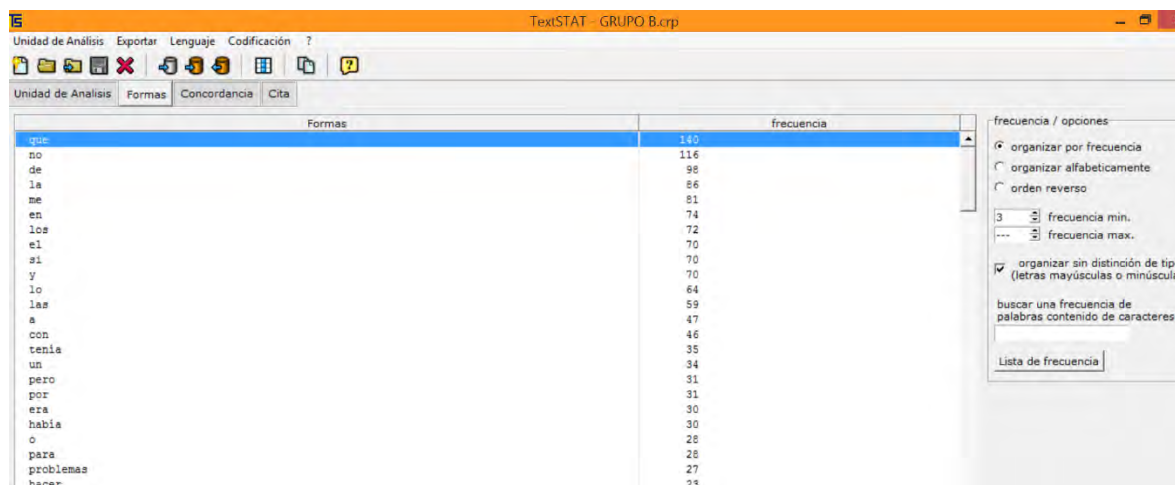 TS TextSTAT - GRUPO B.crp
Unidad de Análisis Exportar Lenguaje Codificación ?
Unidad de Analisis Formas Concordancia Cita
Formas frecuencia
que 140
no 116
de 98
la 86
me 81
en 74
los 72
el 70
si 70
y 70
lo 64
las 59
a 47
con 46
tenía 35
un 34
pero 31
por 31
era 30
había 30
o 28
para 28
problemas 27
hacer 23
frecuencia / opciones
organizar por frecuencia
organizar alfabeticamente
orden reverso
3 frecuencia min.
--- frecuencia max.
organizar sin distinción de tip
(letras mayúsculas o minúscula
buscar una frecuencia de
palabras contenido de caracteres
Lista de frecuencia